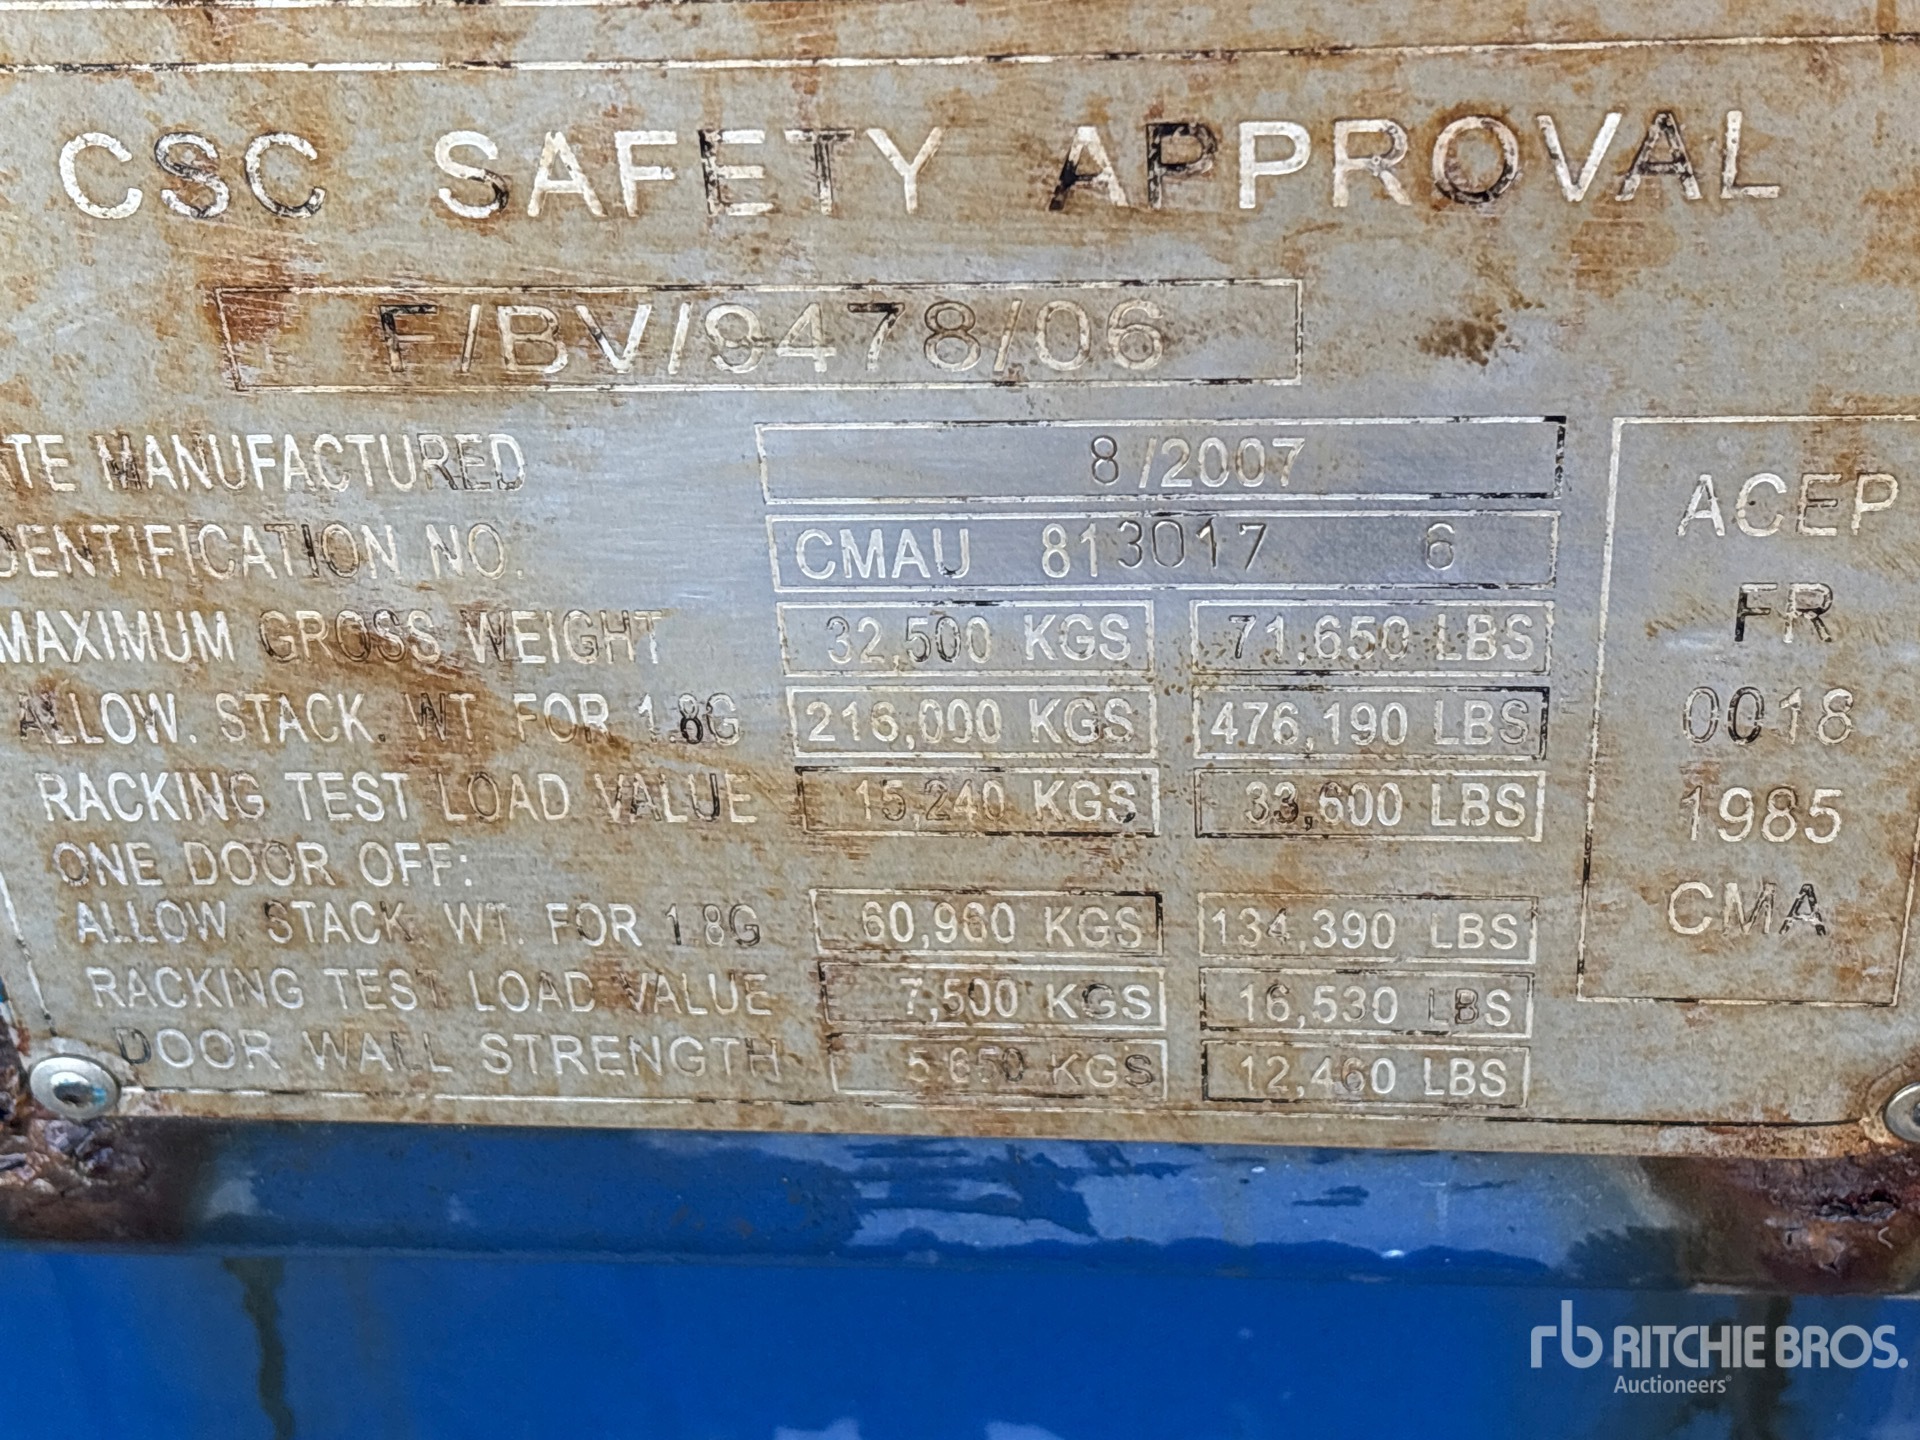 CSC SAFETY APPROVAL
F/BV/9478/06
ATE MANUFACTURED 8/2007
DENTIFICATION NO. CMAU 813017 6
MAXIMUM GROSS WEIGHT 32,500 KGS 71,650 LBS
ALLOW. STACK. WT. FOR 1.8G 216,000 KGS 476,190 LBS
RACKING TEST LOAD VALUE 15,240 KGS 33,600 LBS
ONE DOOR OFF:
ALLOW. STACK. WT. FOR 1.8G 60,960 KGS 134,390 LBS
RACKING TEST LOAD VALUE 7,500 KGS 16,530 LBS
DOOR WALL STRENGTH 5,650 KGS 12,460 LBS
ACEP
FR
0018
1985
CMA
rb RITCHIE BROS.
Auctioneers